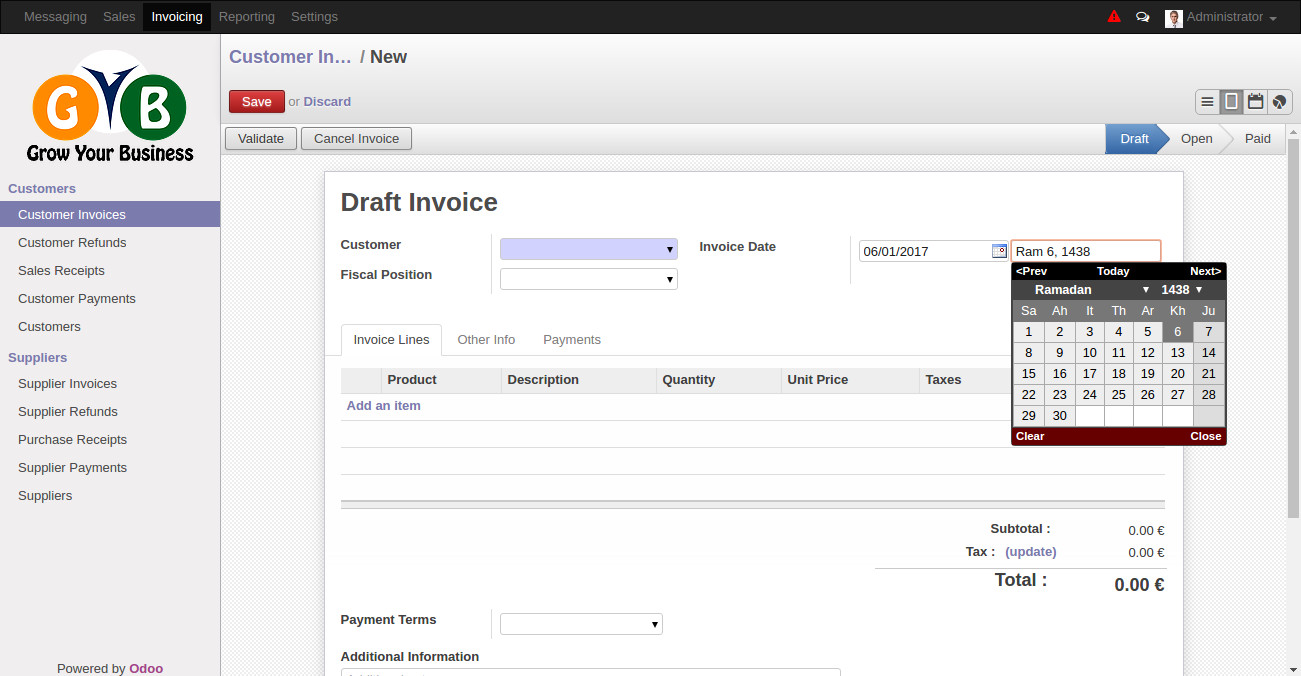 Messaging Sales Invoicing Reporting Settings Administrator
GYB
Grow Your Business
Customers
Customer Invoices
Customer Refunds
Sales Receipts
Customer Payments
Customers
Suppliers
Supplier Invoices
Supplier Refunds
Purchase Receipts
Supplier Payments
Suppliers
Powered by Odoo
Customer In… / New
Save or Discard
Validate Cancel Invoice Draft Open Paid
Draft Invoice
Customer
Fiscal Position
Invoice Date 06/01/2017 Ram 6, 1438
<Prev Today Next>
Ramadan 1438
Sa Ah It Th Ar Kh Ju
1 2 3 4 5 6 7
8 9 10 11 12 13 14
15 16 17 18 19 20 21
22 23 24 25 26 27 28
29 30
Clear Close
Invoice Lines Other Info Payments
Product Description Quantity Unit Price Taxes
Add an item
Subtotal : 0.00 €
Tax : (update) 0.00 €
Total : 0.00 €
Payment Terms
Additional Information